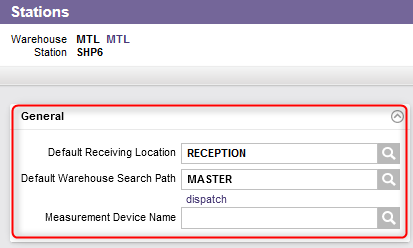 Stations
Warehouse MTL MTL
Station SHP6
General
Default Receiving Location RECEPTION
Default Warehouse Search Path MASTER
dispatch
Measurement Device Name